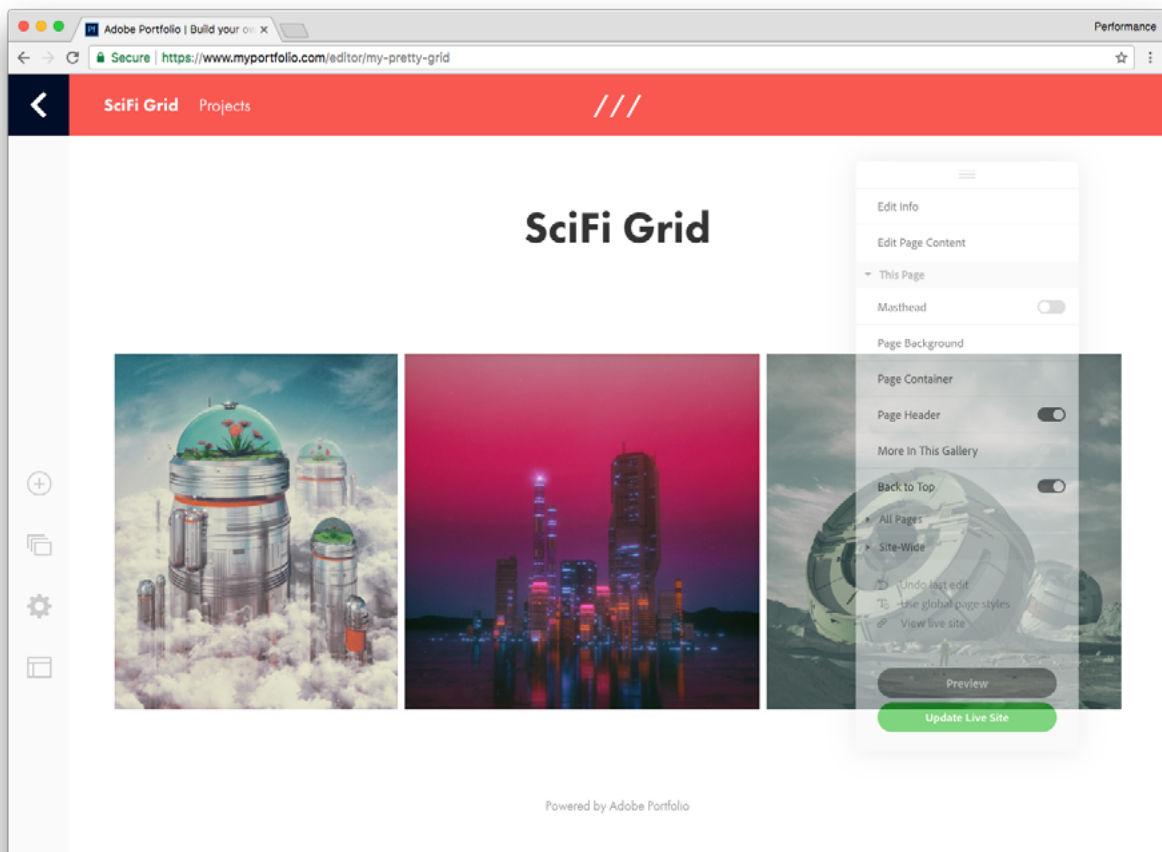 Adobe Portfolio | Build your ow
Performance
Secure | https://www.myportfolio.com/editor/my-pretty-grid
SciFi Grid Projects
///
SciFi Grid
Edit Info
Edit Page Content
This Page
Masthead
Page Background
Page Container
Page Header
More In This Gallery
Back to Top
All Pages
Site-Wide
Undo last edit
Use global page styles
View live site
Preview
Update Live Site
Powered by Adobe Portfolio